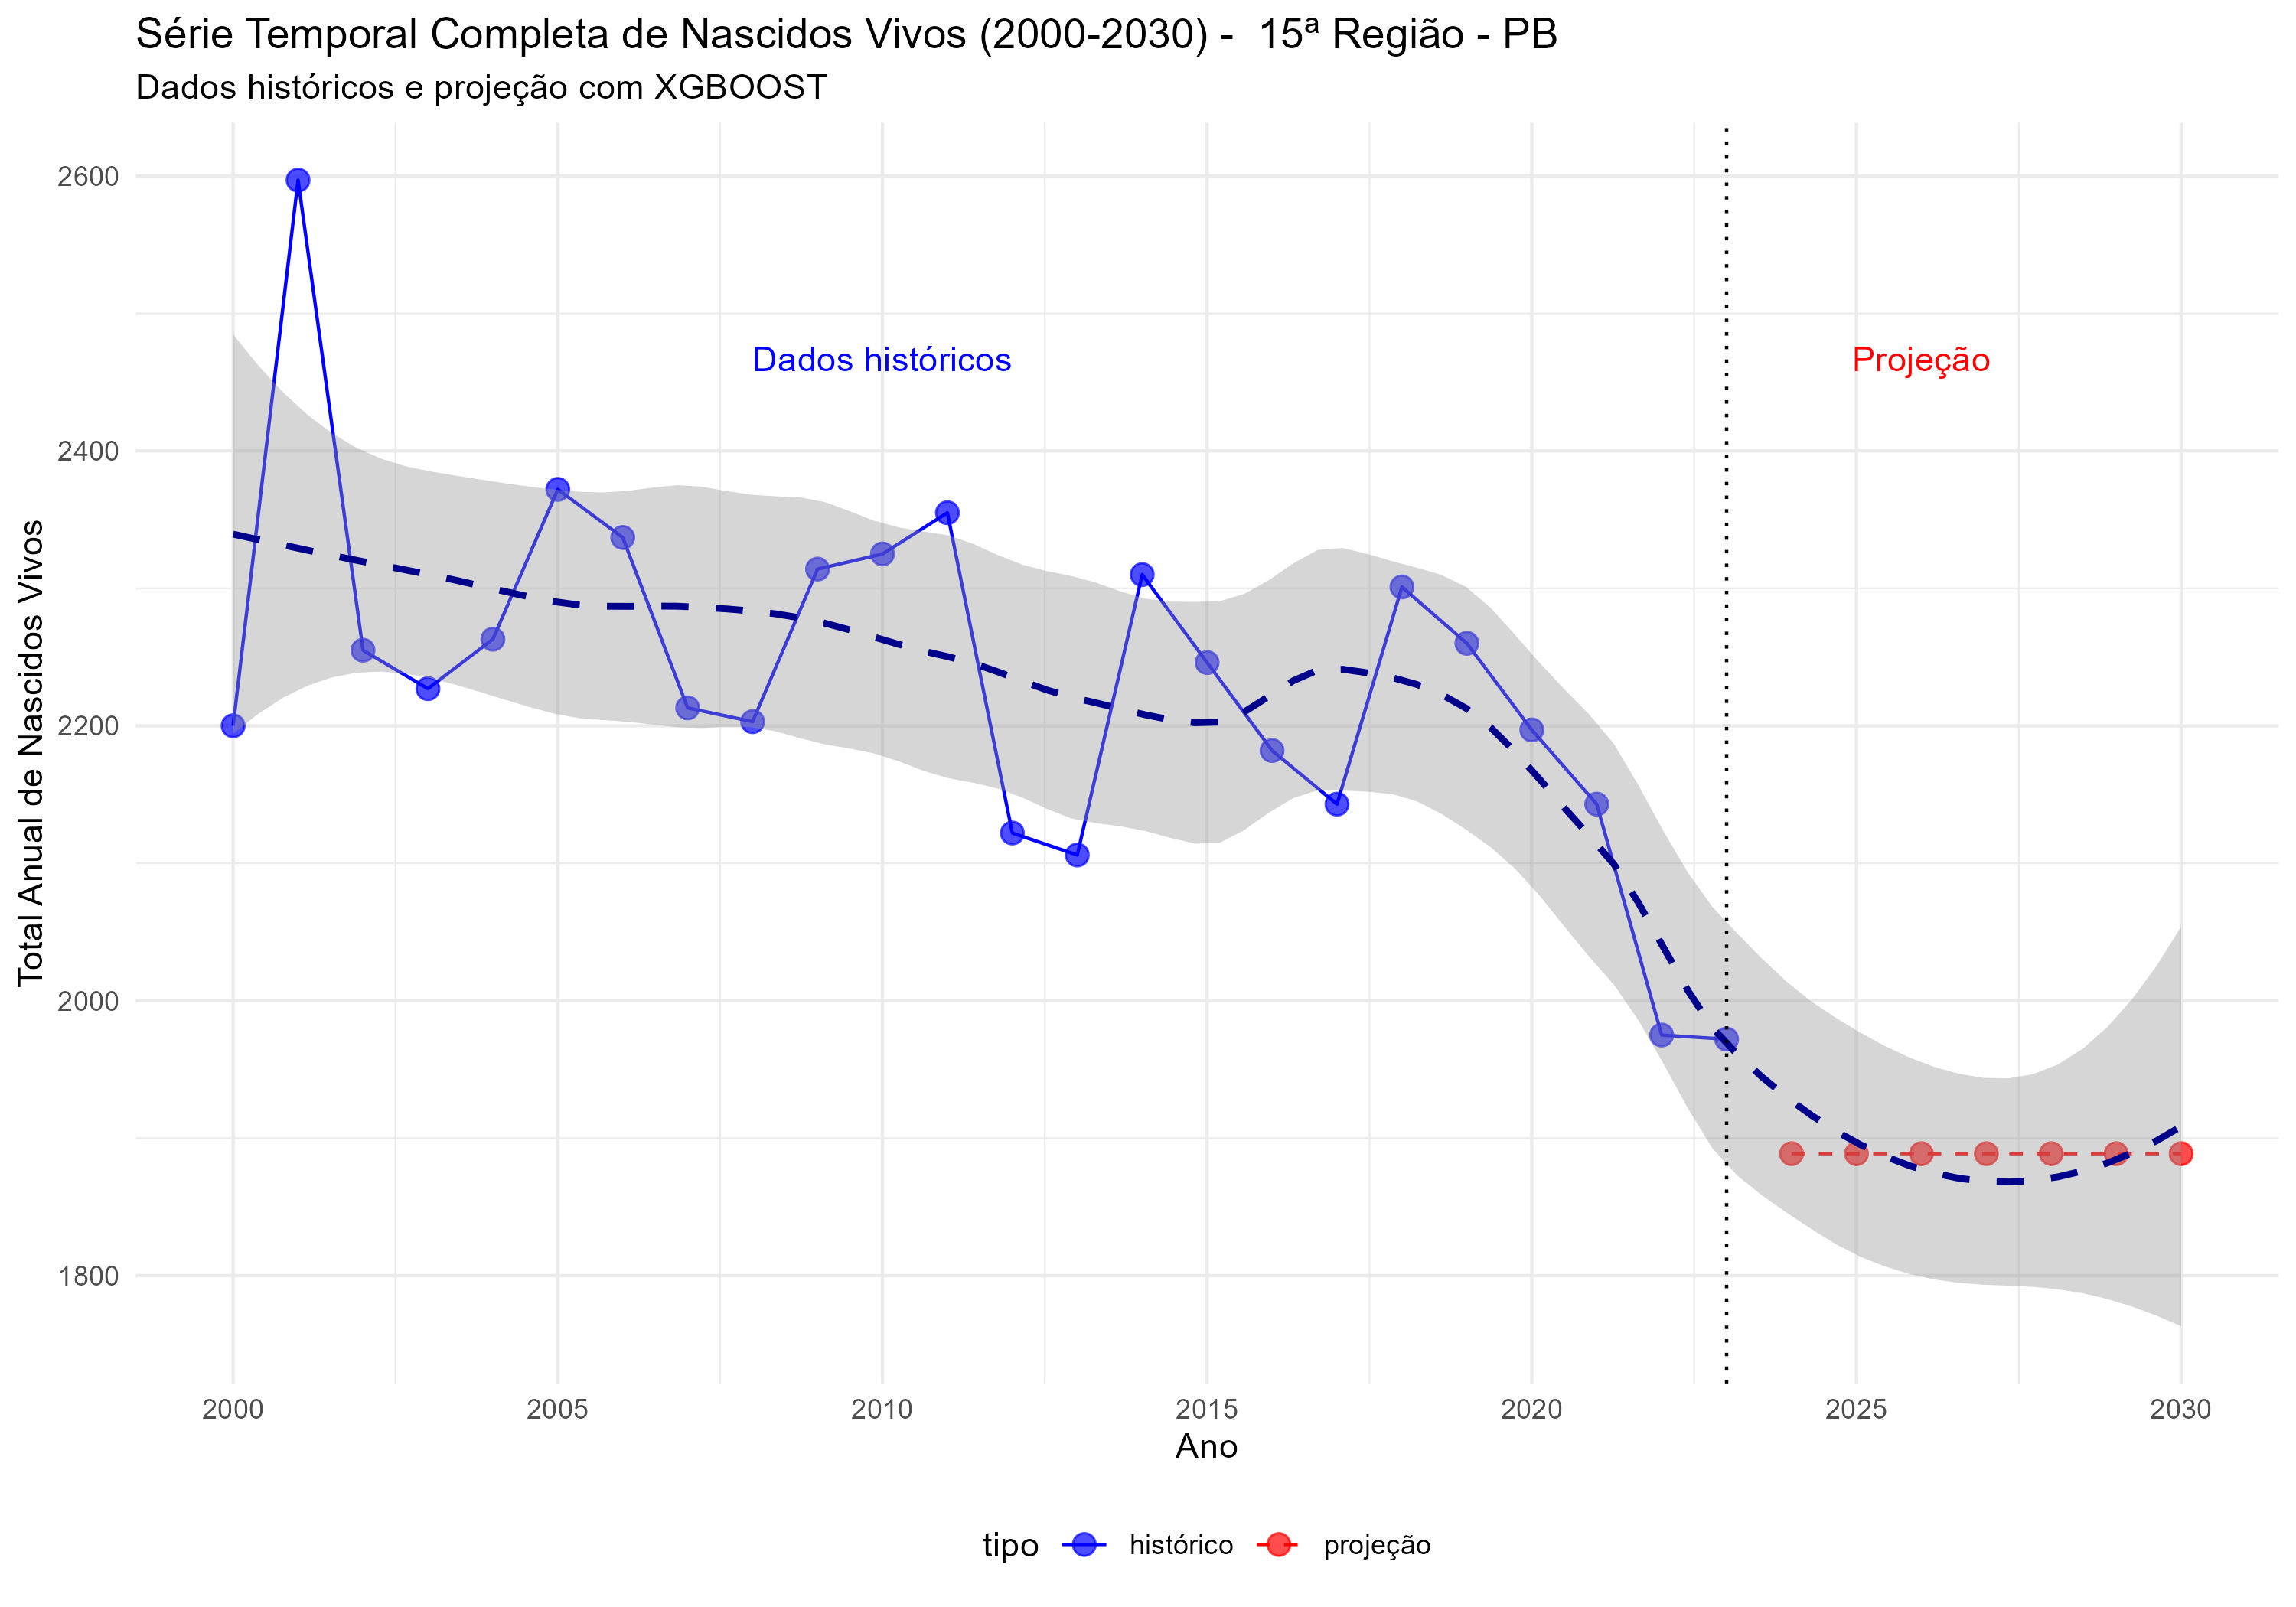 Série Temporal Completa de Nascidos Vivos (2000-2030) -  15ª Região - PB
Dados históricos e projeção com XGBOOST
Total Anual de Nascidos Vivos
2600
2400
2200
2000
1800
Dados históricos
Projeção
2000
2005
2010
2015
2020
2025
2030
Ano
tipo
histórico
projeção